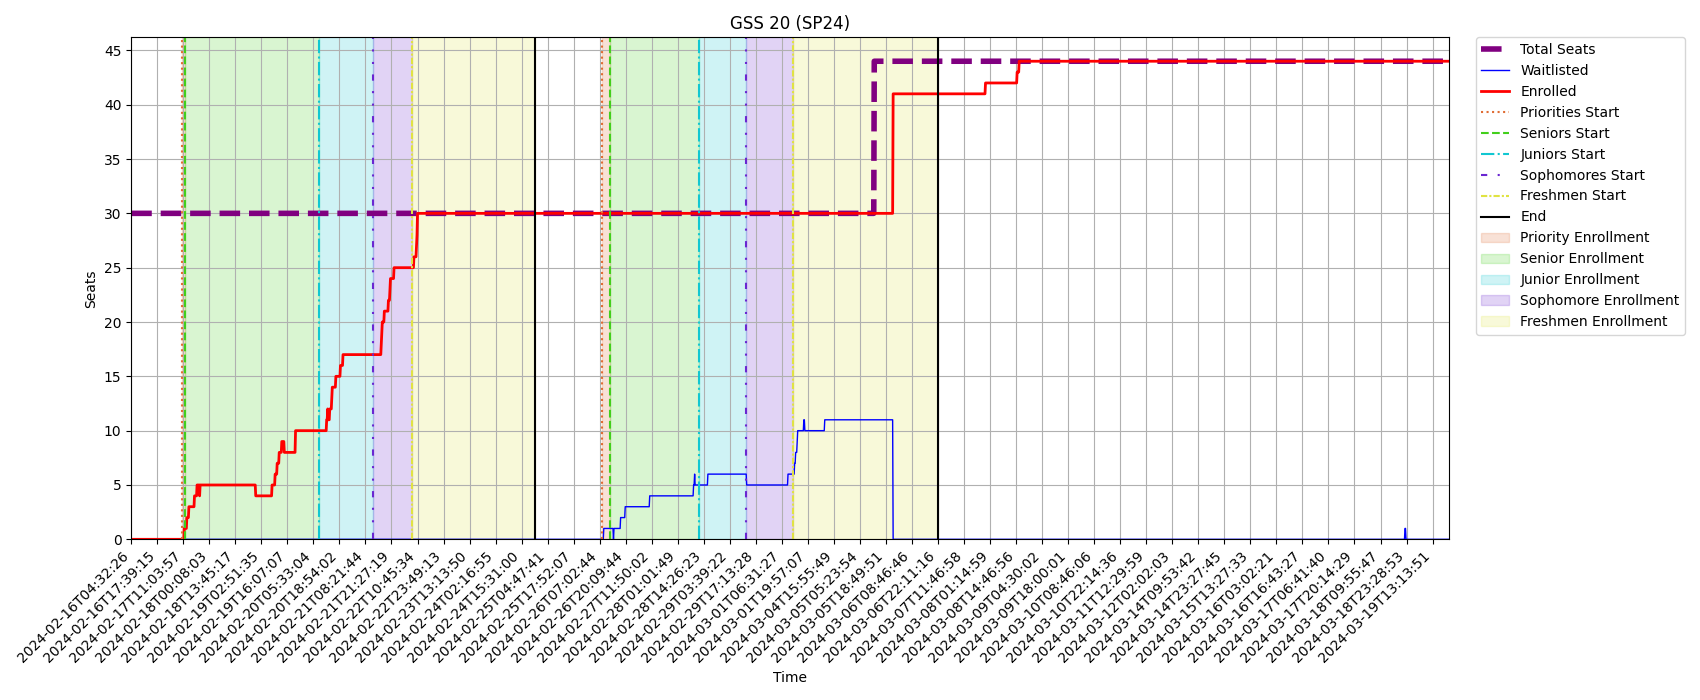 GSS 20 (SP24)
45
40
35
30
25
20
15
10
5
0
Seats
2024-02-16T04:32:26
2024-02-16T17:39:15
2024-02-17T11:03:57
2024-02-18T00:08:03
2024-02-18T13:45:17
2024-02-19T02:51:35
2024-02-19T16:07:07
2024-02-20T05:33:04
2024-02-20T18:54:02
2024-02-21T08:21:44
2024-02-21T21:27:19
2024-02-22T10:45:34
2024-02-22T23:49:13
2024-02-23T13:13:50
2024-02-24T02:16:55
2024-02-24T15:31:00
2024-02-25T04:47:41
2024-02-25T17:52:07
2024-02-26T07:02:44
2024-02-26T20:09:44
2024-02-27T11:50:02
2024-02-28T01:01:49
2024-02-28T14:26:23
2024-02-29T03:39:22
2024-02-29T17:13:28
2024-03-01T06:31:27
2024-03-01T19:57:07
2024-03-04T15:55:49
2024-03-05T05:23:54
2024-03-05T18:49:51
2024-03-06T08:46:46
2024-03-06T22:11:16
2024-03-07T11:46:58
2024-03-08T01:14:59
2024-03-08T14:46:56
2024-03-09T04:30:02
2024-03-09T18:00:01
2024-03-10T08:46:06
2024-03-10T22:14:36
2024-03-11T12:29:59
2024-03-12T02:02:03
2024-03-14T09:53:42
2024-03-14T23:27:45
2024-03-15T13:27:33
2024-03-16T03:02:21
2024-03-16T16:43:27
2024-03-17T06:41:40
2024-03-17T20:14:29
2024-03-18T09:55:47
2024-03-18T23:28:53
2024-03-19T13:13:51
Time
Total Seats
Waitlisted
Enrolled
Priorities Start
Seniors Start
Juniors Start
Sophomores Start
Freshmen Start
End
Priority Enrollment
Senior Enrollment
Junior Enrollment
Sophomore Enrollment
Freshmen Enrollment